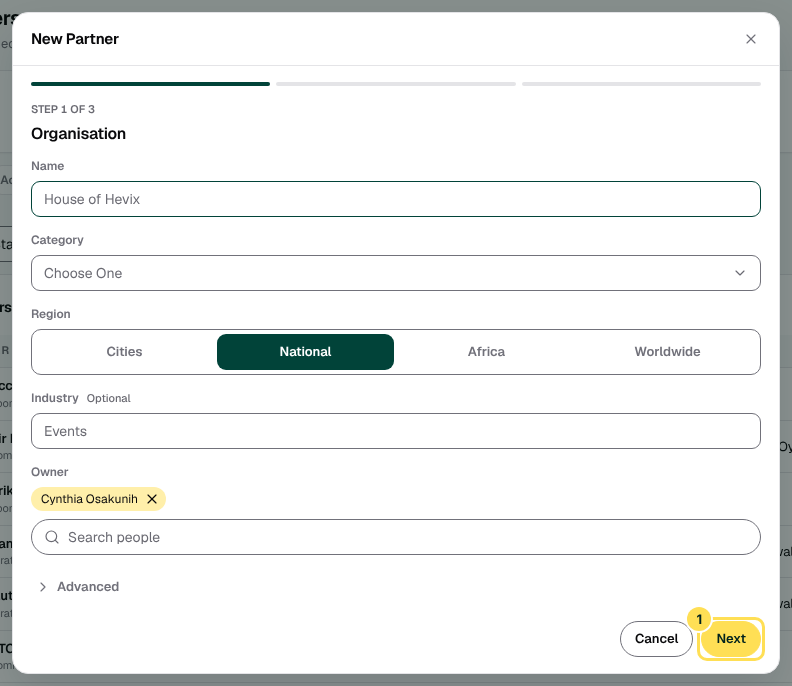 New Partner
STEP 1 OF 3
Organisation
Name
House of Hevix
Category
Choose One
Region
Cities National Africa Worldwide
Industry Optional
Events
Owner
Cynthia Osakunih
Search people
Advanced
1
Cancel Next